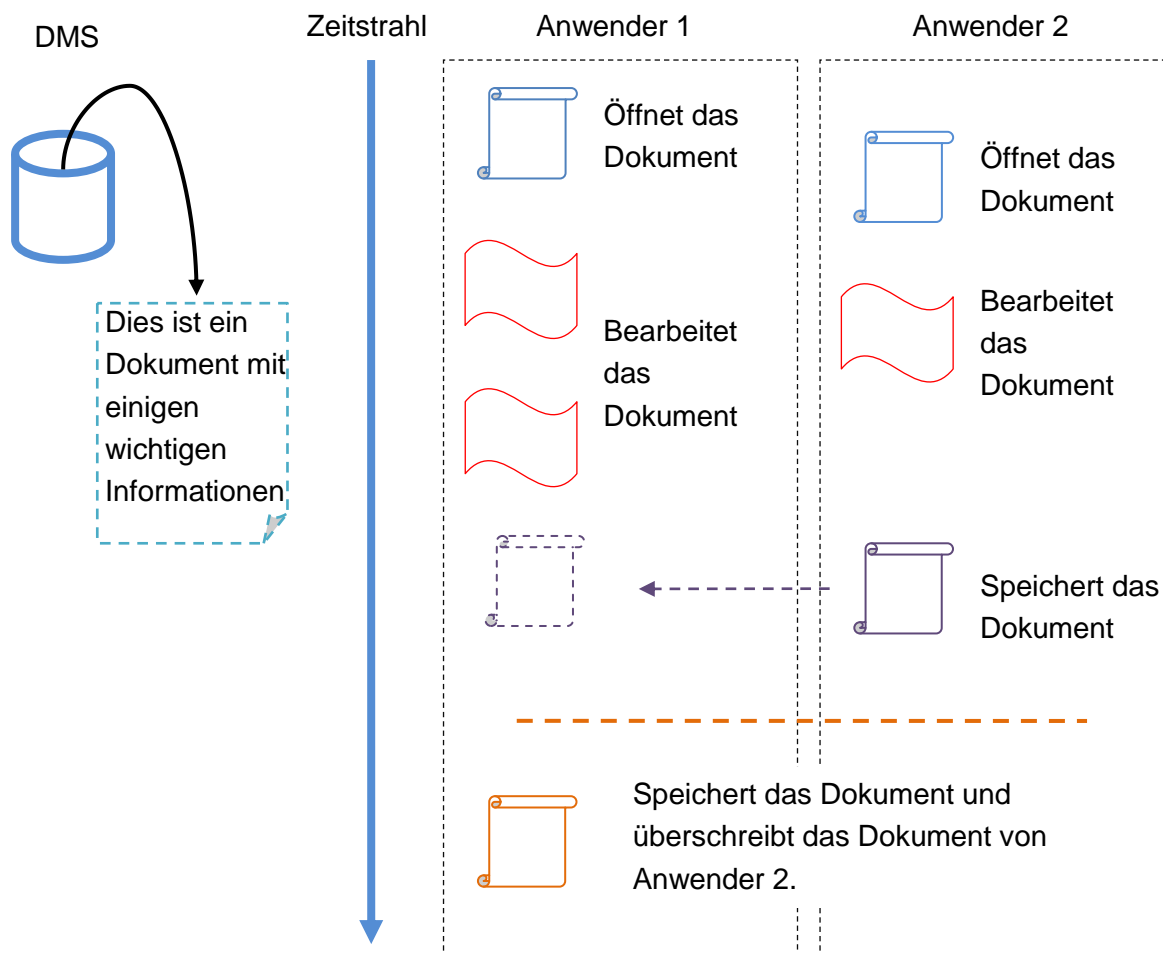 DMS
Zeitstrahl
Anwender 1
Anwender 2
Öffnet das
Dokument
Öffnet das
Dokument
Dies ist ein
Dokument mit
einigen
wichtigen
Informationen
Bearbeitet
das
Dokument
Bearbeitet
das
Dokument
Speichert das
Dokument
Speichert das Dokument und
überschreibt das Dokument von
Anwender 2.